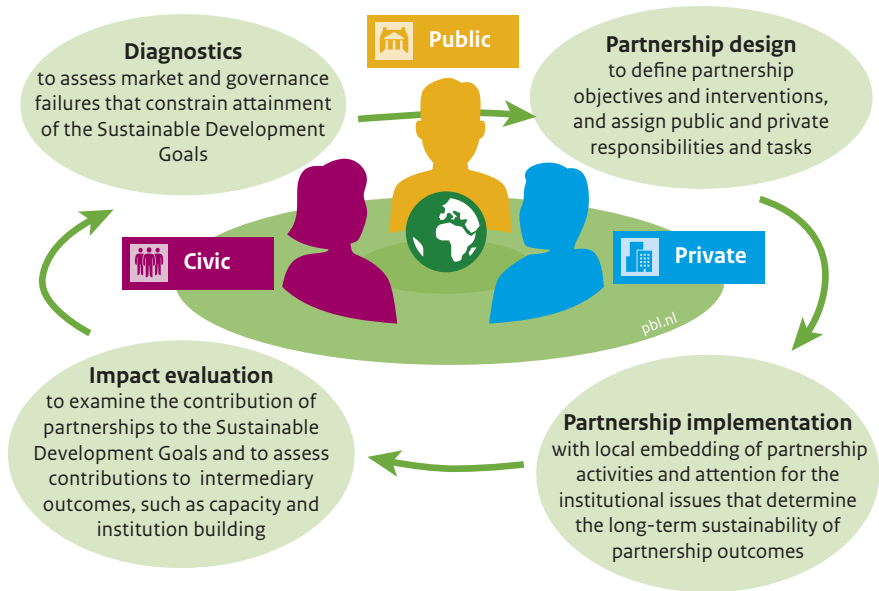 Diagnostics
to assess market and governance
failures that constrain attainment
of the Sustainable Development
Goals
Public
Partnership design
to define partnership
objectives and interventions,
and assign public and private
responsibilities and tasks
Civic
Private
pbl.nl
Impact evaluation
to examine the contribution of
partnerships to the Sustainable
Development Goals and to assess
contributions to intermediary
outcomes, such as capacity and
institution building
Partnership implementation
with local embedding of partnership
activities and attention for the
institutional issues that determine
the long-term sustainability of
partnership outcomes